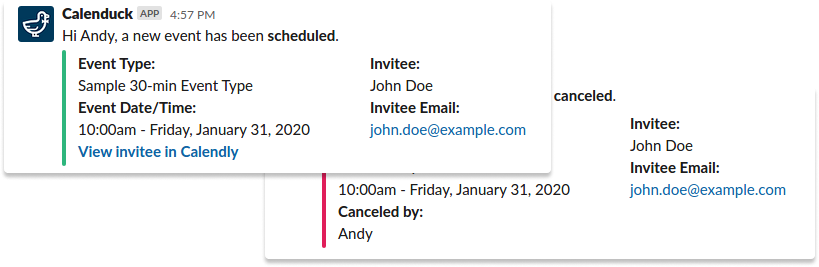 Calenduck APP 4:57 PM
Hi Andy, a new event has been scheduled.
Event Type: Invitee:
Sample 30-min Event Type John Doe
Event Date/Time: Invitee Email:
10:00am - Friday, January 31, 2020 john.doe@example.com
View invitee in Calendly
canceled.
Invitee:
John Doe
Invitee Email:
10:00am - Friday, January 31, 2020 john.doe@example.com
Canceled by:
Andy